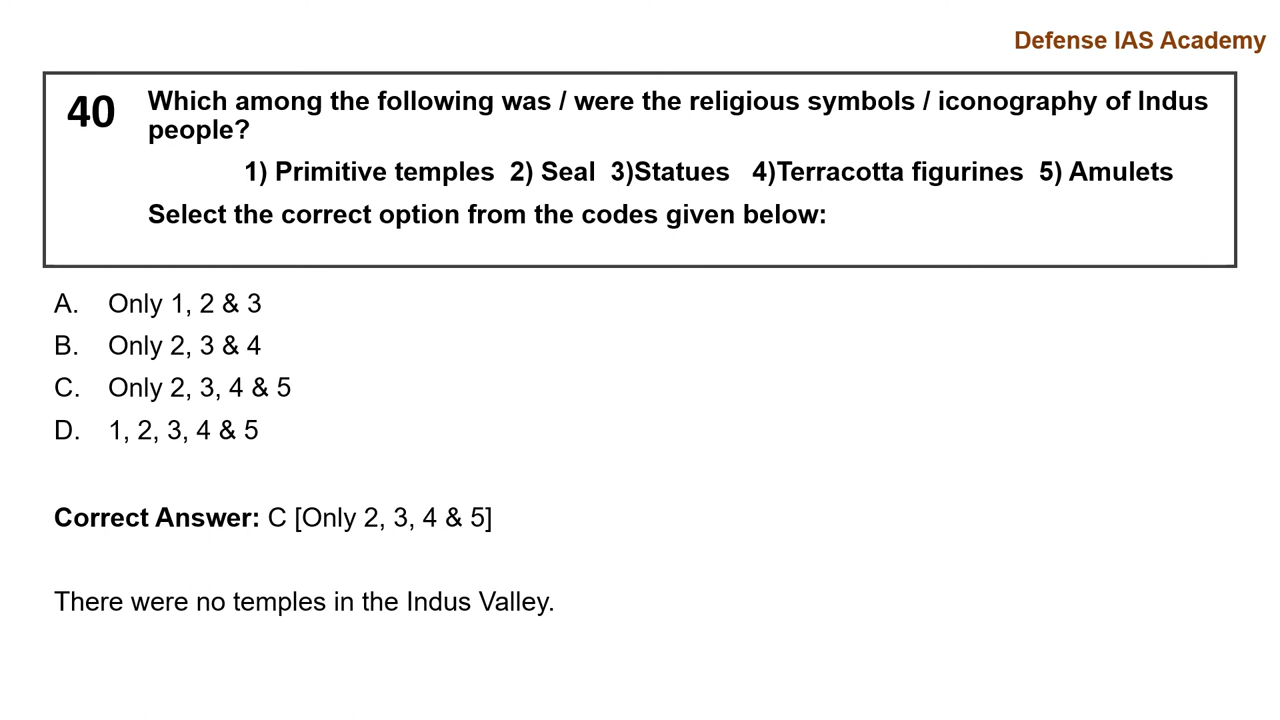 Defense IAS Academy
40
Which among the following was / were the religious symbols / iconography of Indus
people?
1) Primitive temples 2) Seal 3)Statues 4)Terracotta figurines 5) Amulets
Select the correct option from the codes given below:
A. Only 1, 2 & 3
B. Only 2, 3 & 4
C. Only 2, 3, 4 & 5
D. 1, 2, 3, 4 & 5
Correct Answer: C [Only 2, 3, 4 & 5]
There were no temples in the Indus Valley.